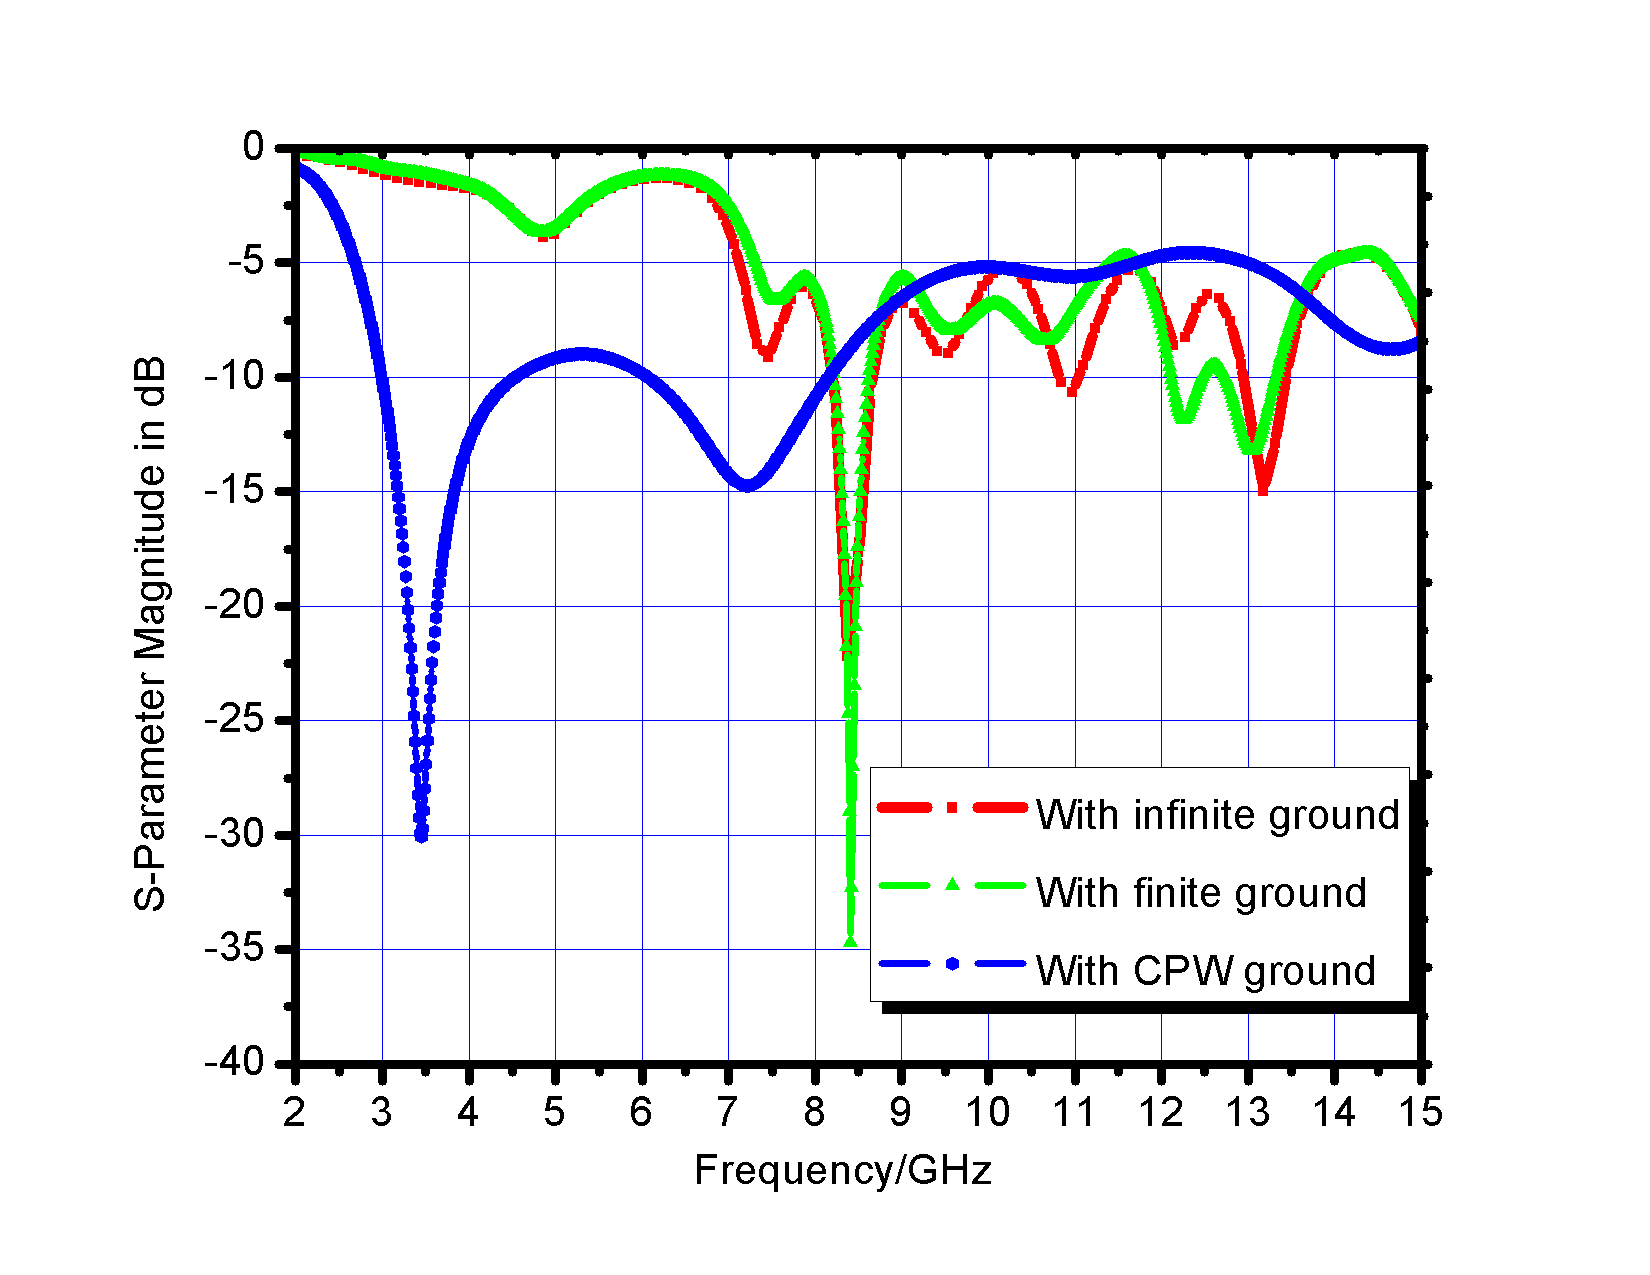 0
-5
-10
-15
-20
-25
-30
-35
-40
S-Parameter Magnitude in dB
With infinite ground
With finite ground
With CPW ground
2 3 4 5 6 7 8 9 10 11 12 13 14 15
Frequency/GHz